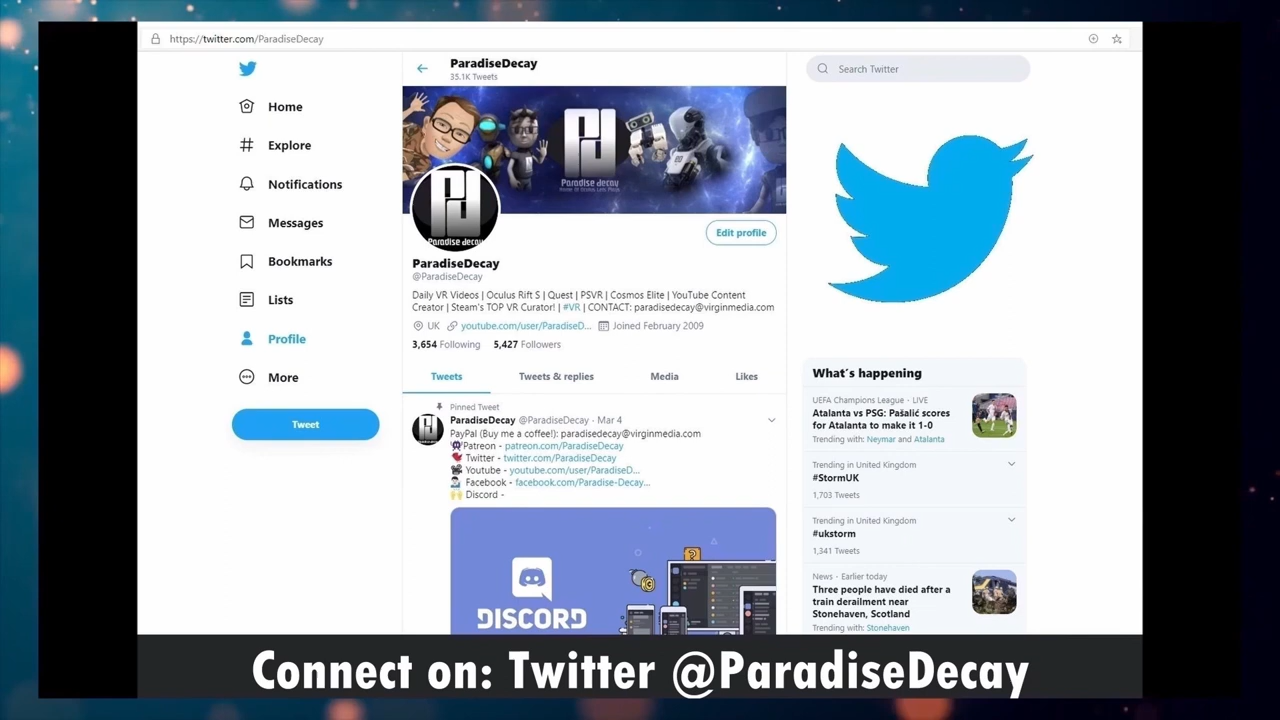 https://twitter.com/ParadiseDecay
Home
Explore
Notifications
Messages
Bookmarks
Lists
Profile
More
Tweet
ParadiseDecay
35.1K Tweets
PJ
Paradise decay
Paradise decay
Edit profile
ParadiseDecay
@ParadiseDecay
Daily VR Videos | Oculus Rift S | Quest | PSVR | Cosmos Elite | YouTube Content
Creator | Steam's TOP VR Curator! | #VR | CONTACT: paradisedecay@virginmedia.com
UK youtube.com/user/ParadiseD... Joined February 2009
3,654 Following 5,427 Followers
Tweets Tweets & replies Media Likes
Pinned Tweet
ParadiseDecay @ParadiseDecay · Mar 4
PayPal (Buy me a coffee!): paradisedecay@virginmedia.com
Patreon - patreon.com/ParadiseDecay
Twitter - twitter.com/ParadiseDecay
Youtube - youtube.com/user/ParadiseD...
Facebook - facebook.com/Paradise-Decay...
Discord -
DISCORD
Search Twitter
What's happening
UEFA Champions League · LIVE
Atalanta vs PSG: Pašalić scores
for Atalanta to make it 1-0
Trending with: Neymar and Atalanta
Trending in United Kingdom
#StormUK
1,703 Tweets
Trending in United Kingdom
#ukstorm
1,341 Tweets
News · Earlier today
Three people have died after a
train derailment near
Stonehaven, Scotland
Trending with: Stonehaven
Connect on: Twitter @ParadiseDecay